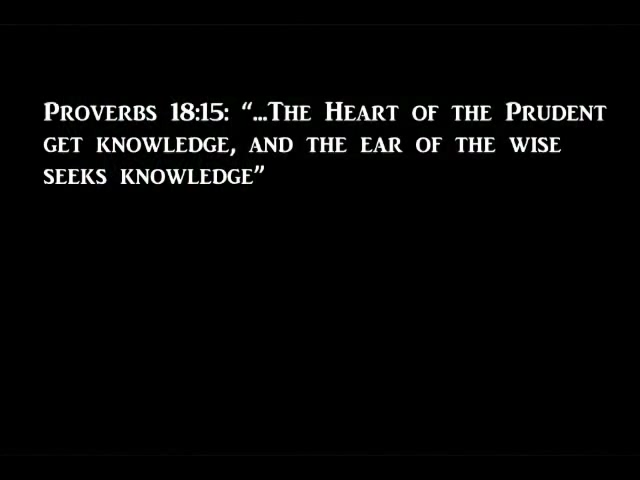 Proverbs 18:15: “...The Heart of the Prudent
get knowledge, and the ear of the wise
seeks knowledge”